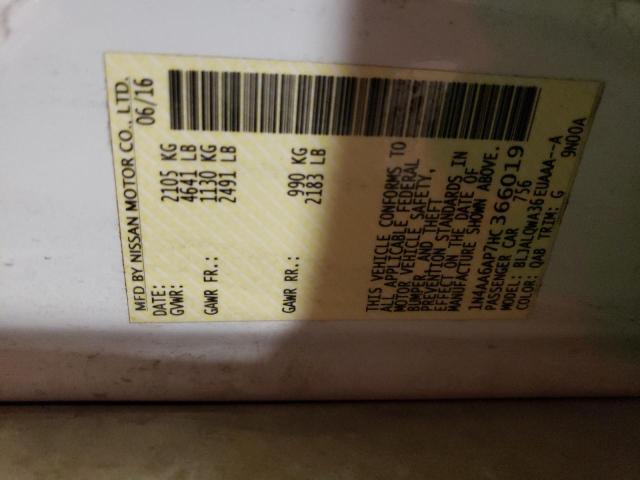 MFD BY NISSAN MOTOR CO., LTD.
DATE: 06/16
GVWR: 2105 KG
4641 LB
GAWR FR.: 1130 KG
2491 LB
GAWR RR.: 990 KG
2183 LB
THIS VEHICLE CONFORMS TO
ALL APPLICABLE FEDERAL
MOTOR VEHICLE SAFETY,
BUMPER, AND THEFT
PREVENTION STANDARDS IN
EFFECT ON THE DATE OF
MANUFACTURE SHOWN ABOVE.
1N4AA6AP7HC366019
PASSENGER CAR 756
MODEL: BLJALQWA36EUAAA--A
COLOR: QAB TRIM: G 9N00A